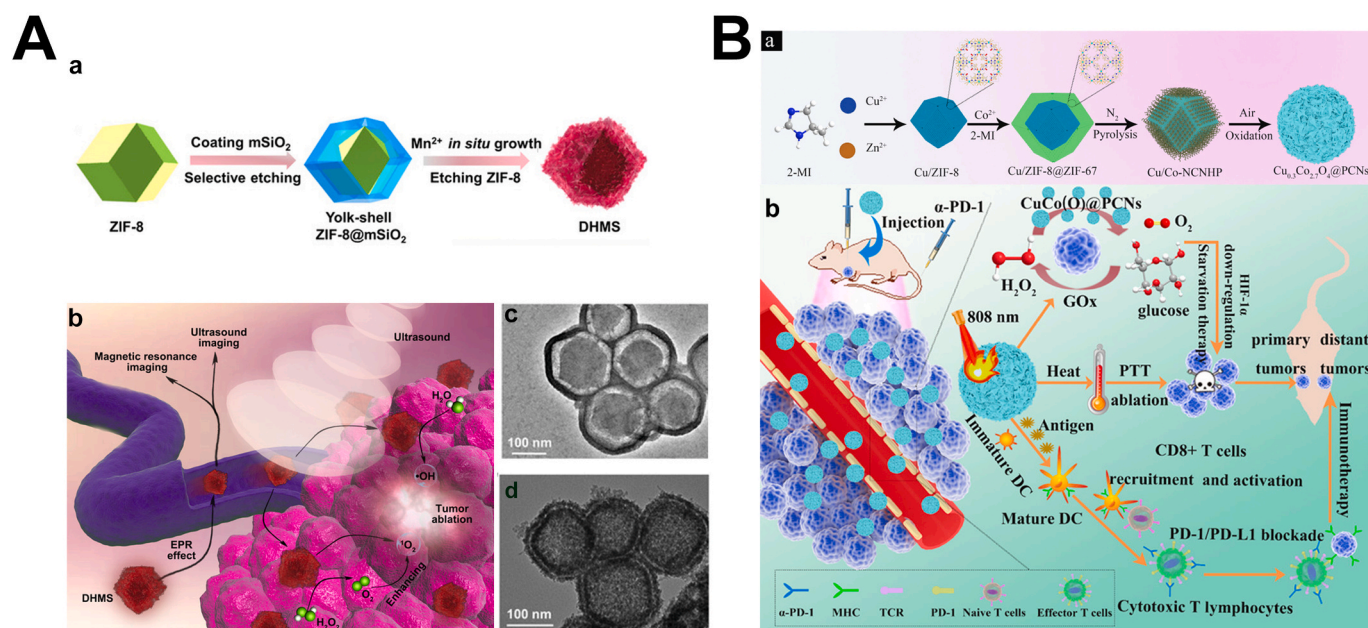 A
a
Coating mSiO₂
Selective etching
Mn²⁺ in situ growth
Etching ZIF-8
ZIF-8
Yolk-shell
ZIF-8@mSiO₂
DHMS
b
Ultrasound
imaging
Magnetic resonance
imaging
Ultrasound
H₂O
•OH
Tumor
ablation
EPR
effect
¹O₂
Enhancing
O₂
H₂O₂
DHMS
c
100 nm
d
100 nm
B
a
Cu²⁺
Zn²⁺
2-MI
Cu/ZIF-8
Co²⁺
2-MI
Cu/ZIF-8@ZIF-67
N₂
Pyrolysis
Cu/Co-NCNHP
Air
Oxidation
Cu₀.₃Co₂.₇O₄@PCNs
b
Injection
α-PD-1
CuCo(O)@PCNs
O₂
H₂O₂
GOx
glucose
HIF-1α
down-regulation
Starvation therapy
808 nm
Heat
PTT
ablation
primary distant
tumors tumors
Antigen
Immature DC
Mature DC
CD8+ T cells
recruitment and activation
PD-1/PD-L1 blockade
Immunotherapy
Cytotoxic T lymphocytes
α-PD-1
MHC
TCR
PD-1
Naive T cells
Effector T cells